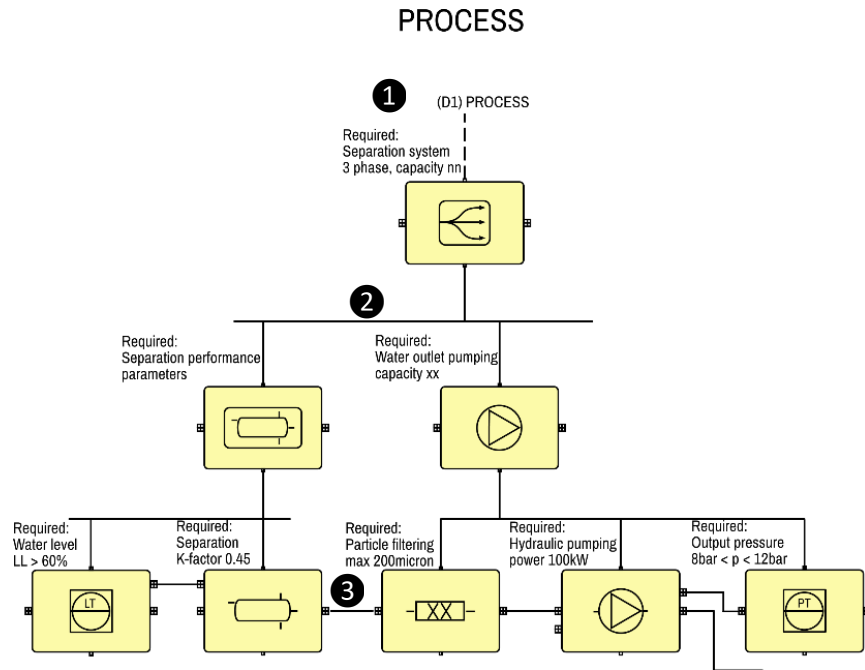 PROCESS
1
(D1) PROCESS
Required:
Separation system
3 phase, capacity nn
2
Required:
Separation performance
parameters
Required:
Water outlet pumping
capacity xx
Required:
Water level
LL > 60%
Required:
Separation
K-factor 0.45
Required:
Particle filtering
max 200micron
Required:
Hydraulic pumping
power 100kW
Required:
Output pressure
8bar < p < 12bar
3
LT
XX
PT